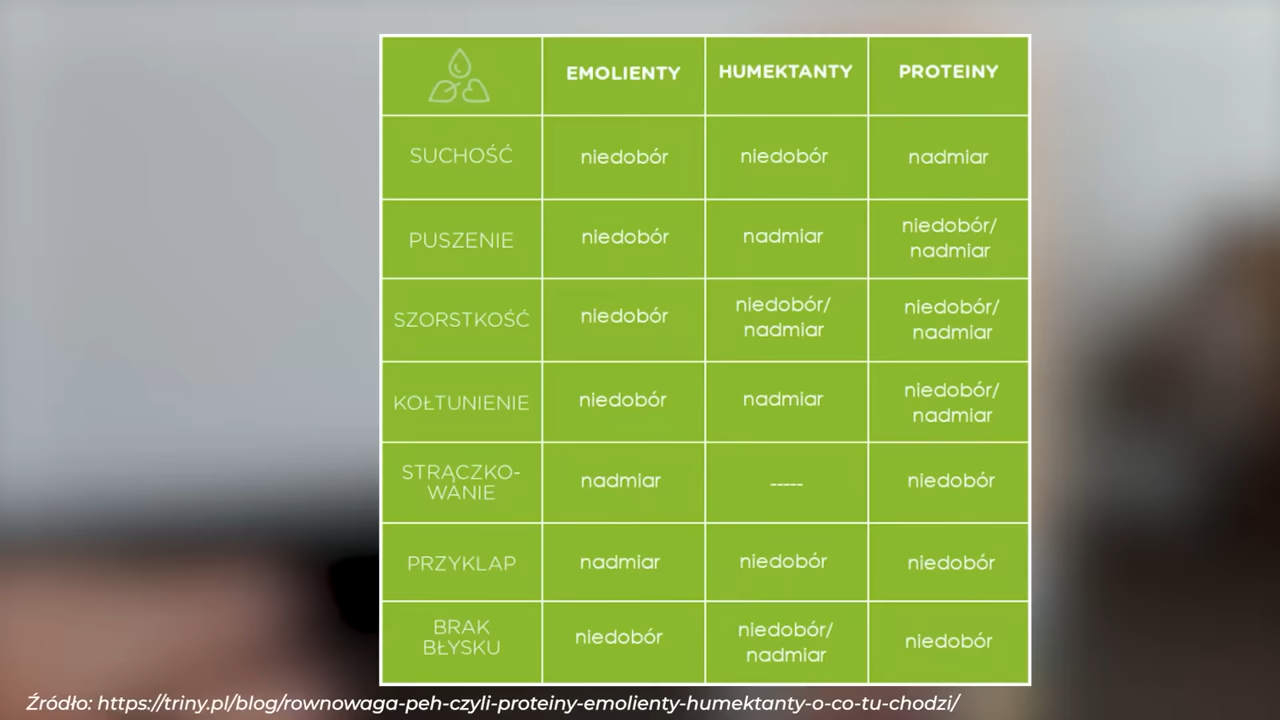 EMOLIENTY HUMEKTANTY PROTEINY
SUCHOŚĆ niedobór niedobór nadmiar
PUSZENIE niedobór nadmiar niedobór/
nadmiar
SZORSTKOŚĆ niedobór niedobór/ niedobór/
nadmiar nadmiar
KOŁTUNIENIE niedobór nadmiar niedobór/
nadmiar
STRĄCZKO- nadmiar ----- niedobór
WANIE
PRZYKLAP nadmiar niedobór niedobór
BRAK niedobór niedobór/ niedobór
BŁYSKU nadmiar
Źródło: https://triny.pl/blog/rownowaga-peh-czyli-proteiny-emolienty-humektanty-o-co-tu-chodzi/